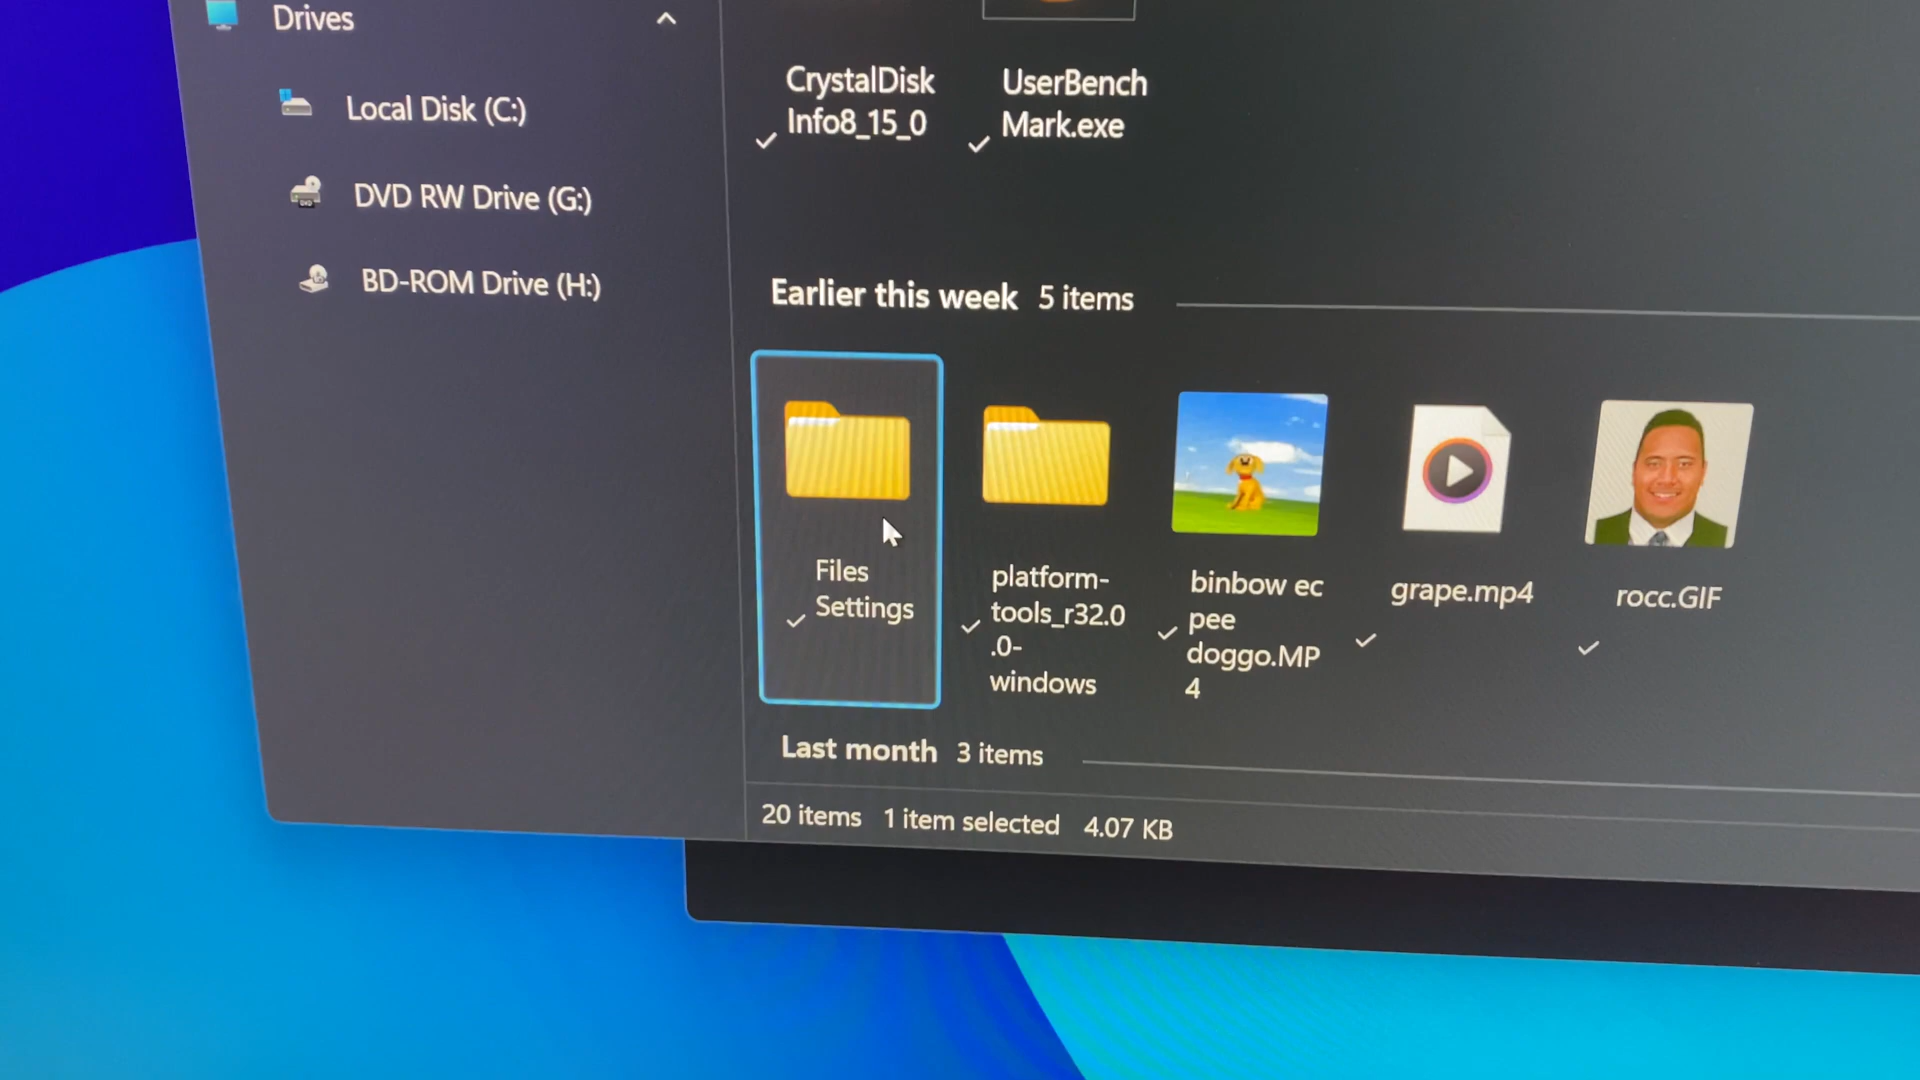 Drives
Local Disk (C:)
DVD RW Drive (G:)
BD-ROM Drive (H:)
CrystalDisk
Info8_15_0
UserBench
Mark.exe
Earlier this week 5 items
Files
Settings
platform-
tools_r32.0
.0-
windows
binbow ec
pee
doggo.MP
4
grape.mp4
rocc.GIF
Last month 3 items
20 items 1 item selected 4.07 KB